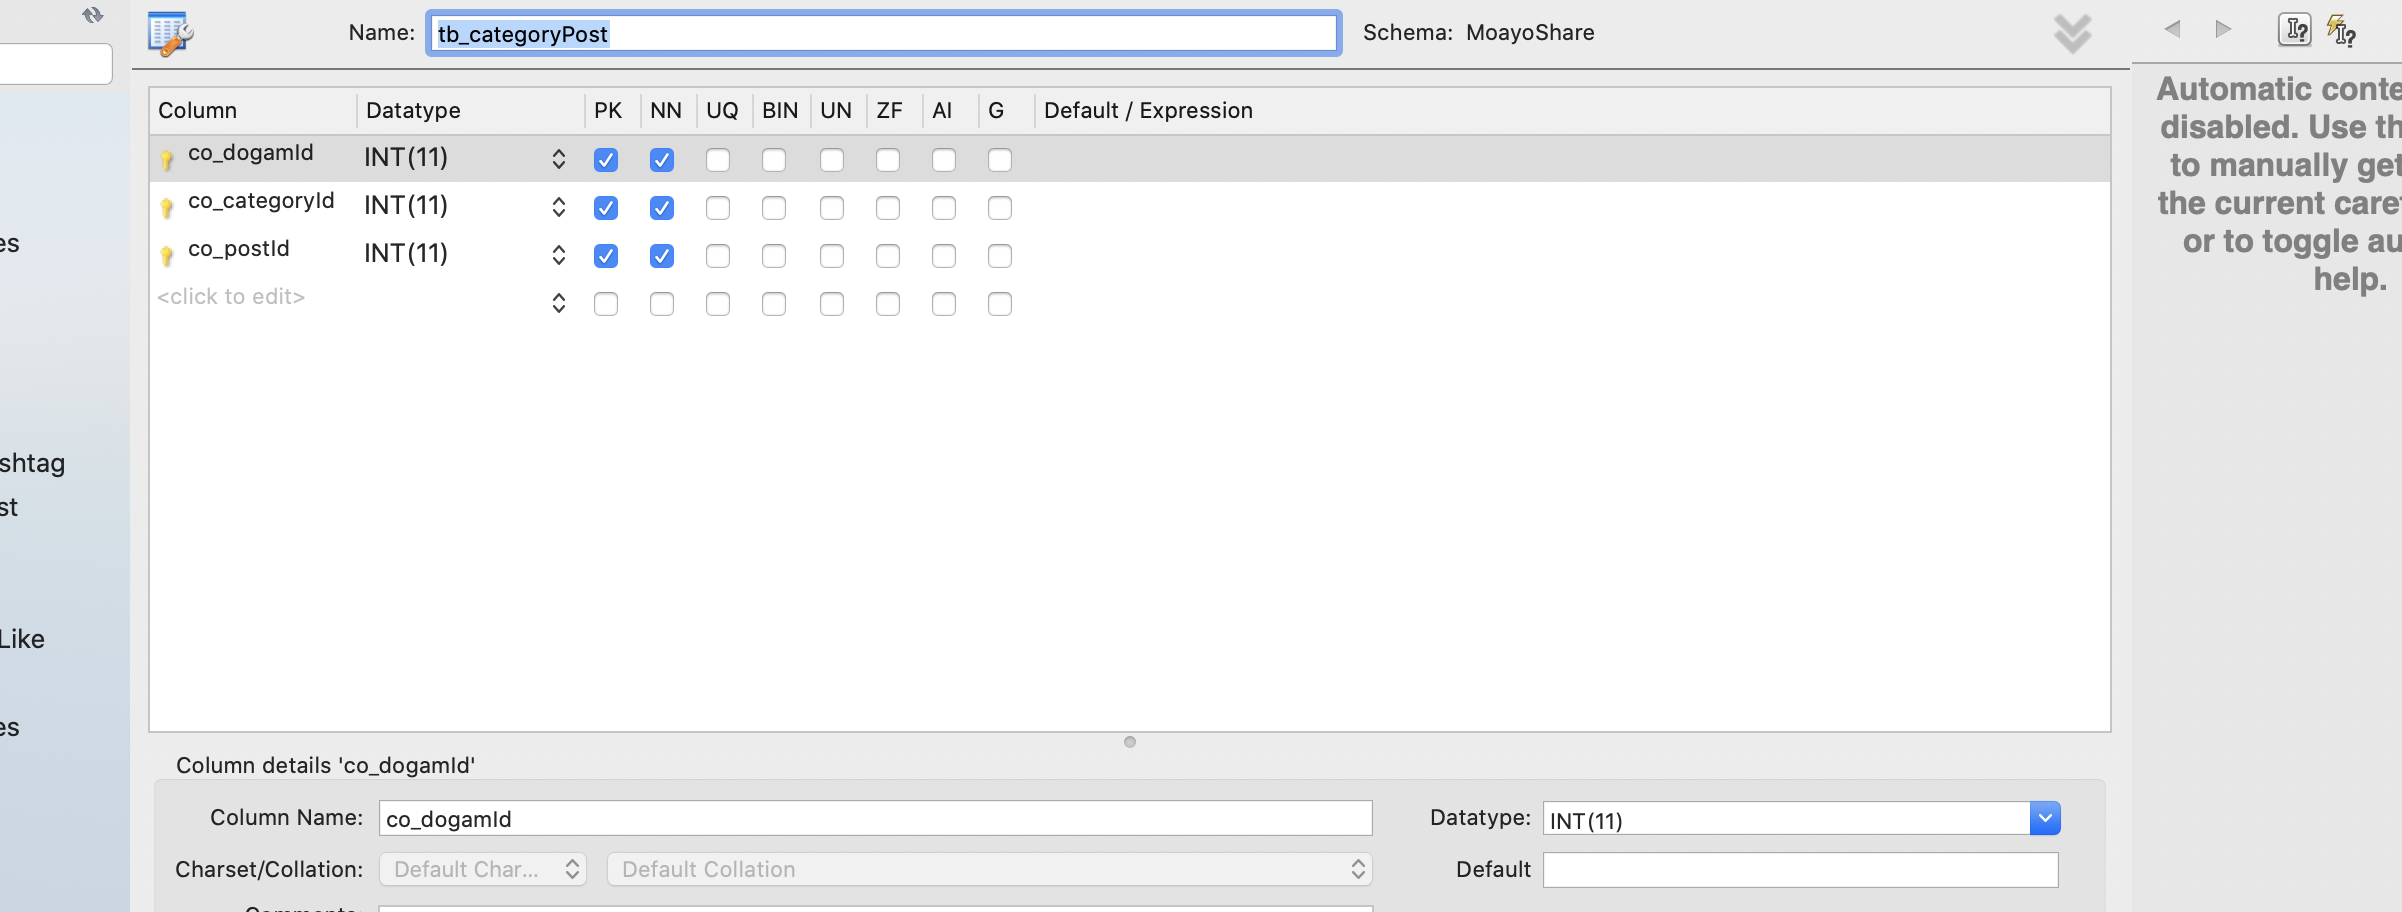 Name: tb_categoryPost Schema: MoayoShare
Column Datatype PK NN UQ BIN UN ZF AI G Default / Expression
co_dogamId INT(11)
co_categoryId INT(11)
co_postId INT(11)
<click to edit>
es
shtag
st
Like
es
Automatic conte
disabled. Use th
to manually get
the current caret
or to toggle au
help.
Column details 'co_dogamId'
Column Name: co_dogamId Datatype: INT(11)
Charset/Collation: Default Char... Default Collation Default
Comments: